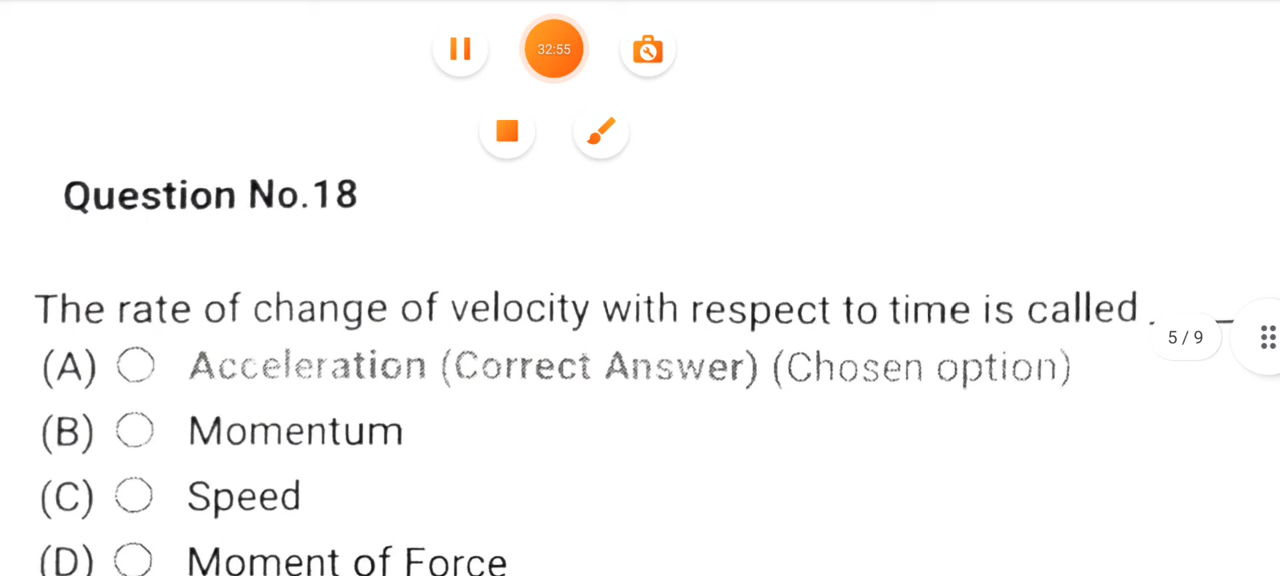 32:55
Question No.18
The rate of change of velocity with respect to time is called
5 / 9
(A) Acceleration (Correct Answer) (Chosen option)
(B) Momentum
(C) Speed
(D) Moment of Force